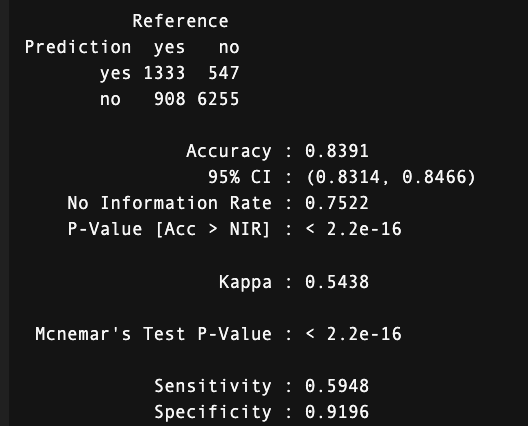 Reference
Prediction yes no
yes 1333 547
no 908 6255
Accuracy : 0.8391
95% CI : (0.8314, 0.8466)
No Information Rate : 0.7522
P-Value [Acc > NIR] : < 2.2e-16
Kappa : 0.5438
Mcnemar's Test P-Value : < 2.2e-16
Sensitivity : 0.5948
Specificity : 0.9196